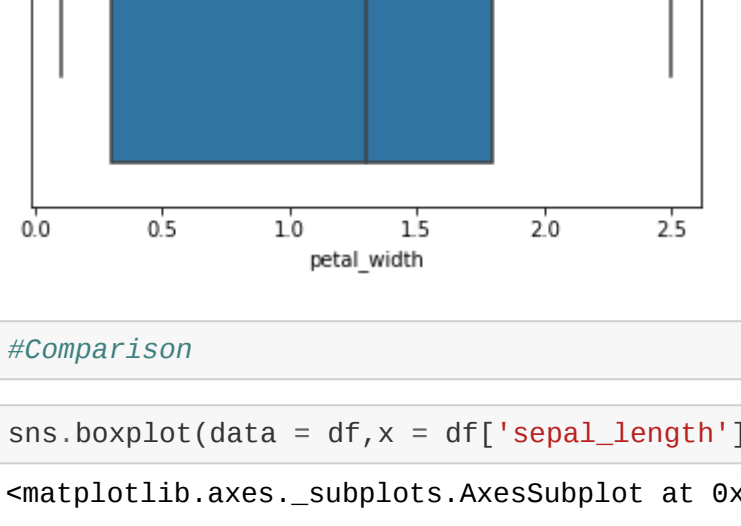 0.0 0.5 1.0 1.5 2.0 2.5
petal_width
#Comparison
sns.boxplot(data = df,x = df['sepal_length']
<matplotlib.axes._subplots.AxesSubplot at 0x